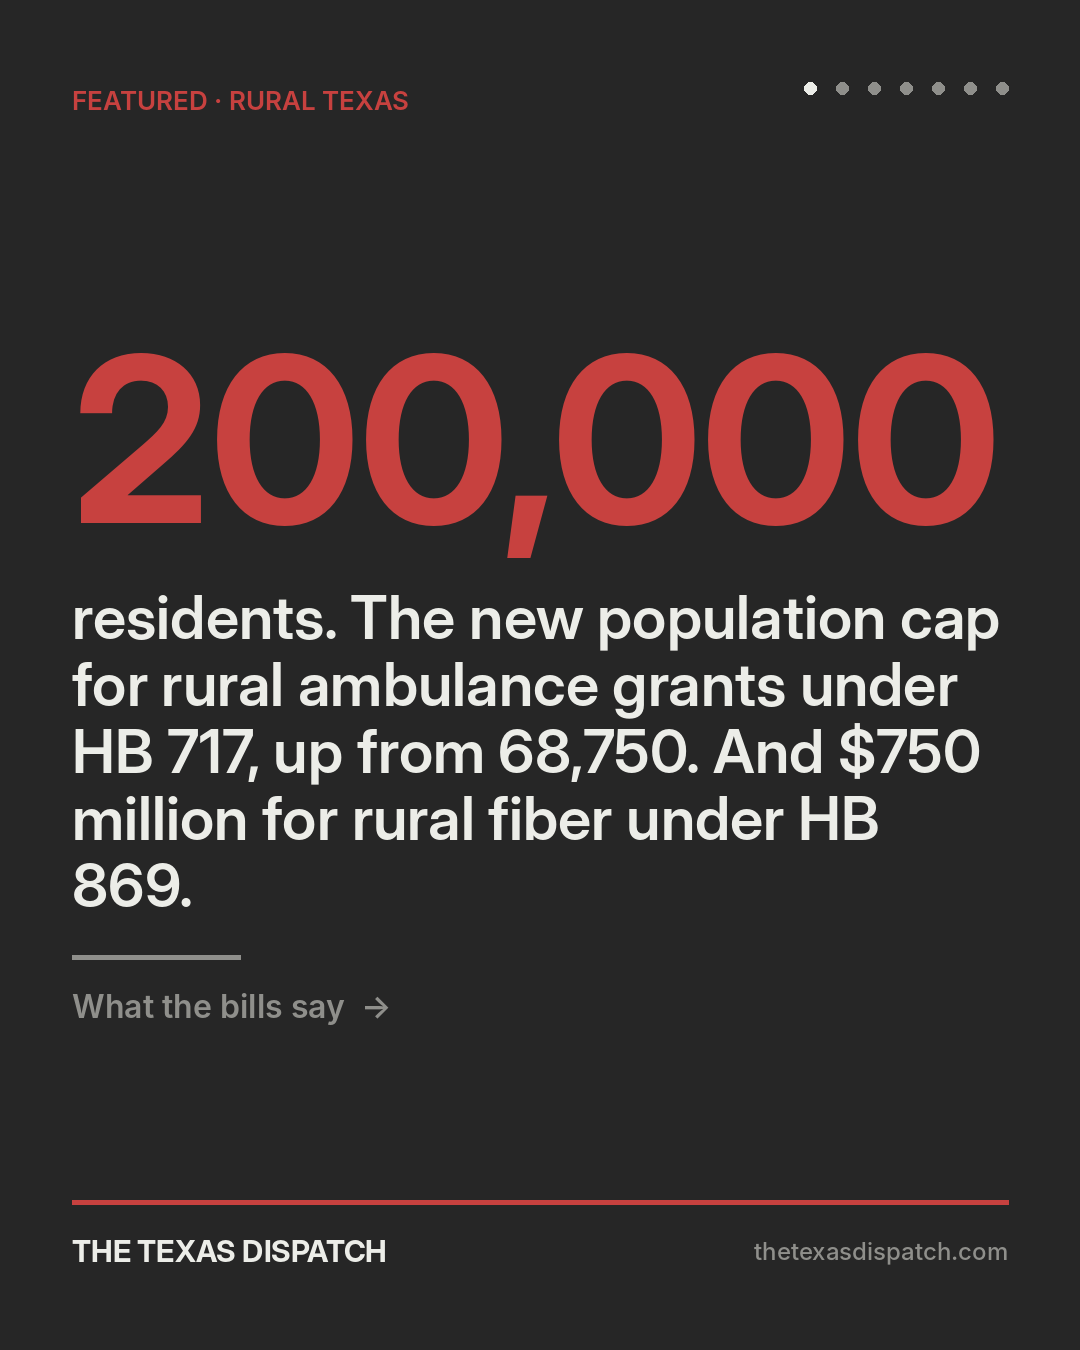 FEATURED · RURAL TEXAS
200,000
residents. The new population cap
for rural ambulance grants under
HB 717, up from 68,750. And $750
million for rural fiber under HB
869.
What the bills say →
THE TEXAS DISPATCH
thetexasdispatch.com